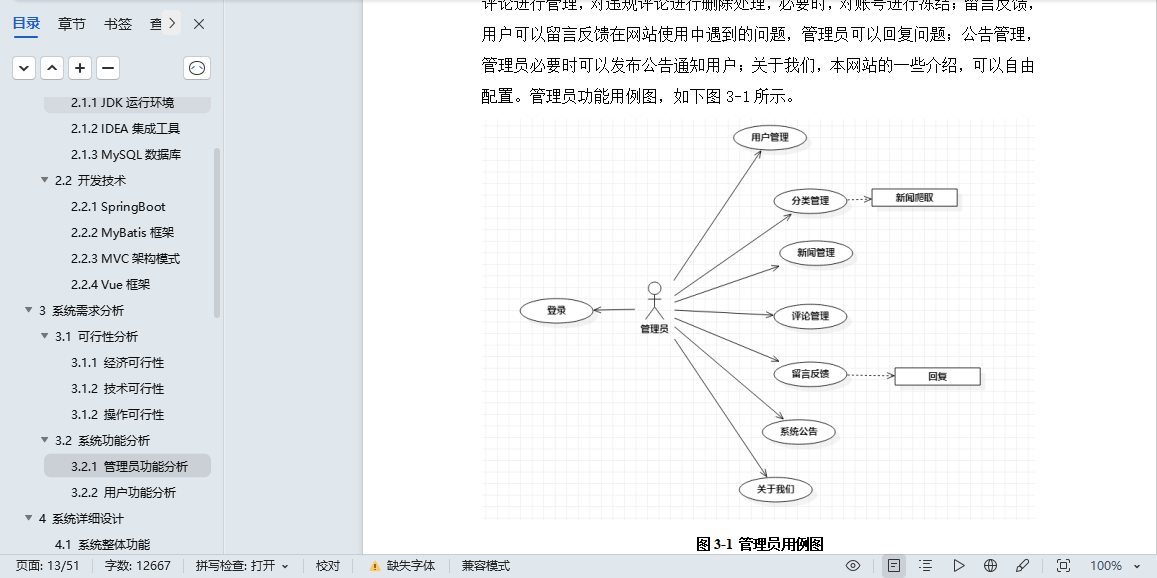 目录 章节 书签 查
2.1.1 JDK 运行环境
2.1.2 IDEA 集成工具
2.1.3 MySQL 数据库
2.2 开发技术
2.2.1 SpringBoot
2.2.2 MyBatis 框架
2.2.3 MVC 架构模式
2.2.4 Vue 框架
3 系统需求分析
3.1 可行性分析
3.1.1 经济可行性
3.1.2 技术可行性
3.1.2 操作可行性
3.2 系统功能分析
3.2.1 管理员功能分析
3.2.2 用户功能分析
4 系统详细设计
4.1 系统整体功能
评论进行管理，对违规评论进行删除处理，必要时，对账号进行冻结；留言反馈，
用户可以留言反馈在网站使用中遇到的问题，管理员可以回复问题；公告管理，
管理员必要时可以发布公告通知用户；关于我们，本网站的一些介绍，可以自由
配置。管理员功能用例图，如下图 3-1 所示。
用户管理
分类管理
新闻爬取
新闻管理
登录
管理员
评论管理
留言反馈
回复
系统公告
关于我们
图 3-1 管理员用例图
页面: 13/51 字数: 12667 拼写检查: 打开 校对 缺失字体 兼容模式 100%